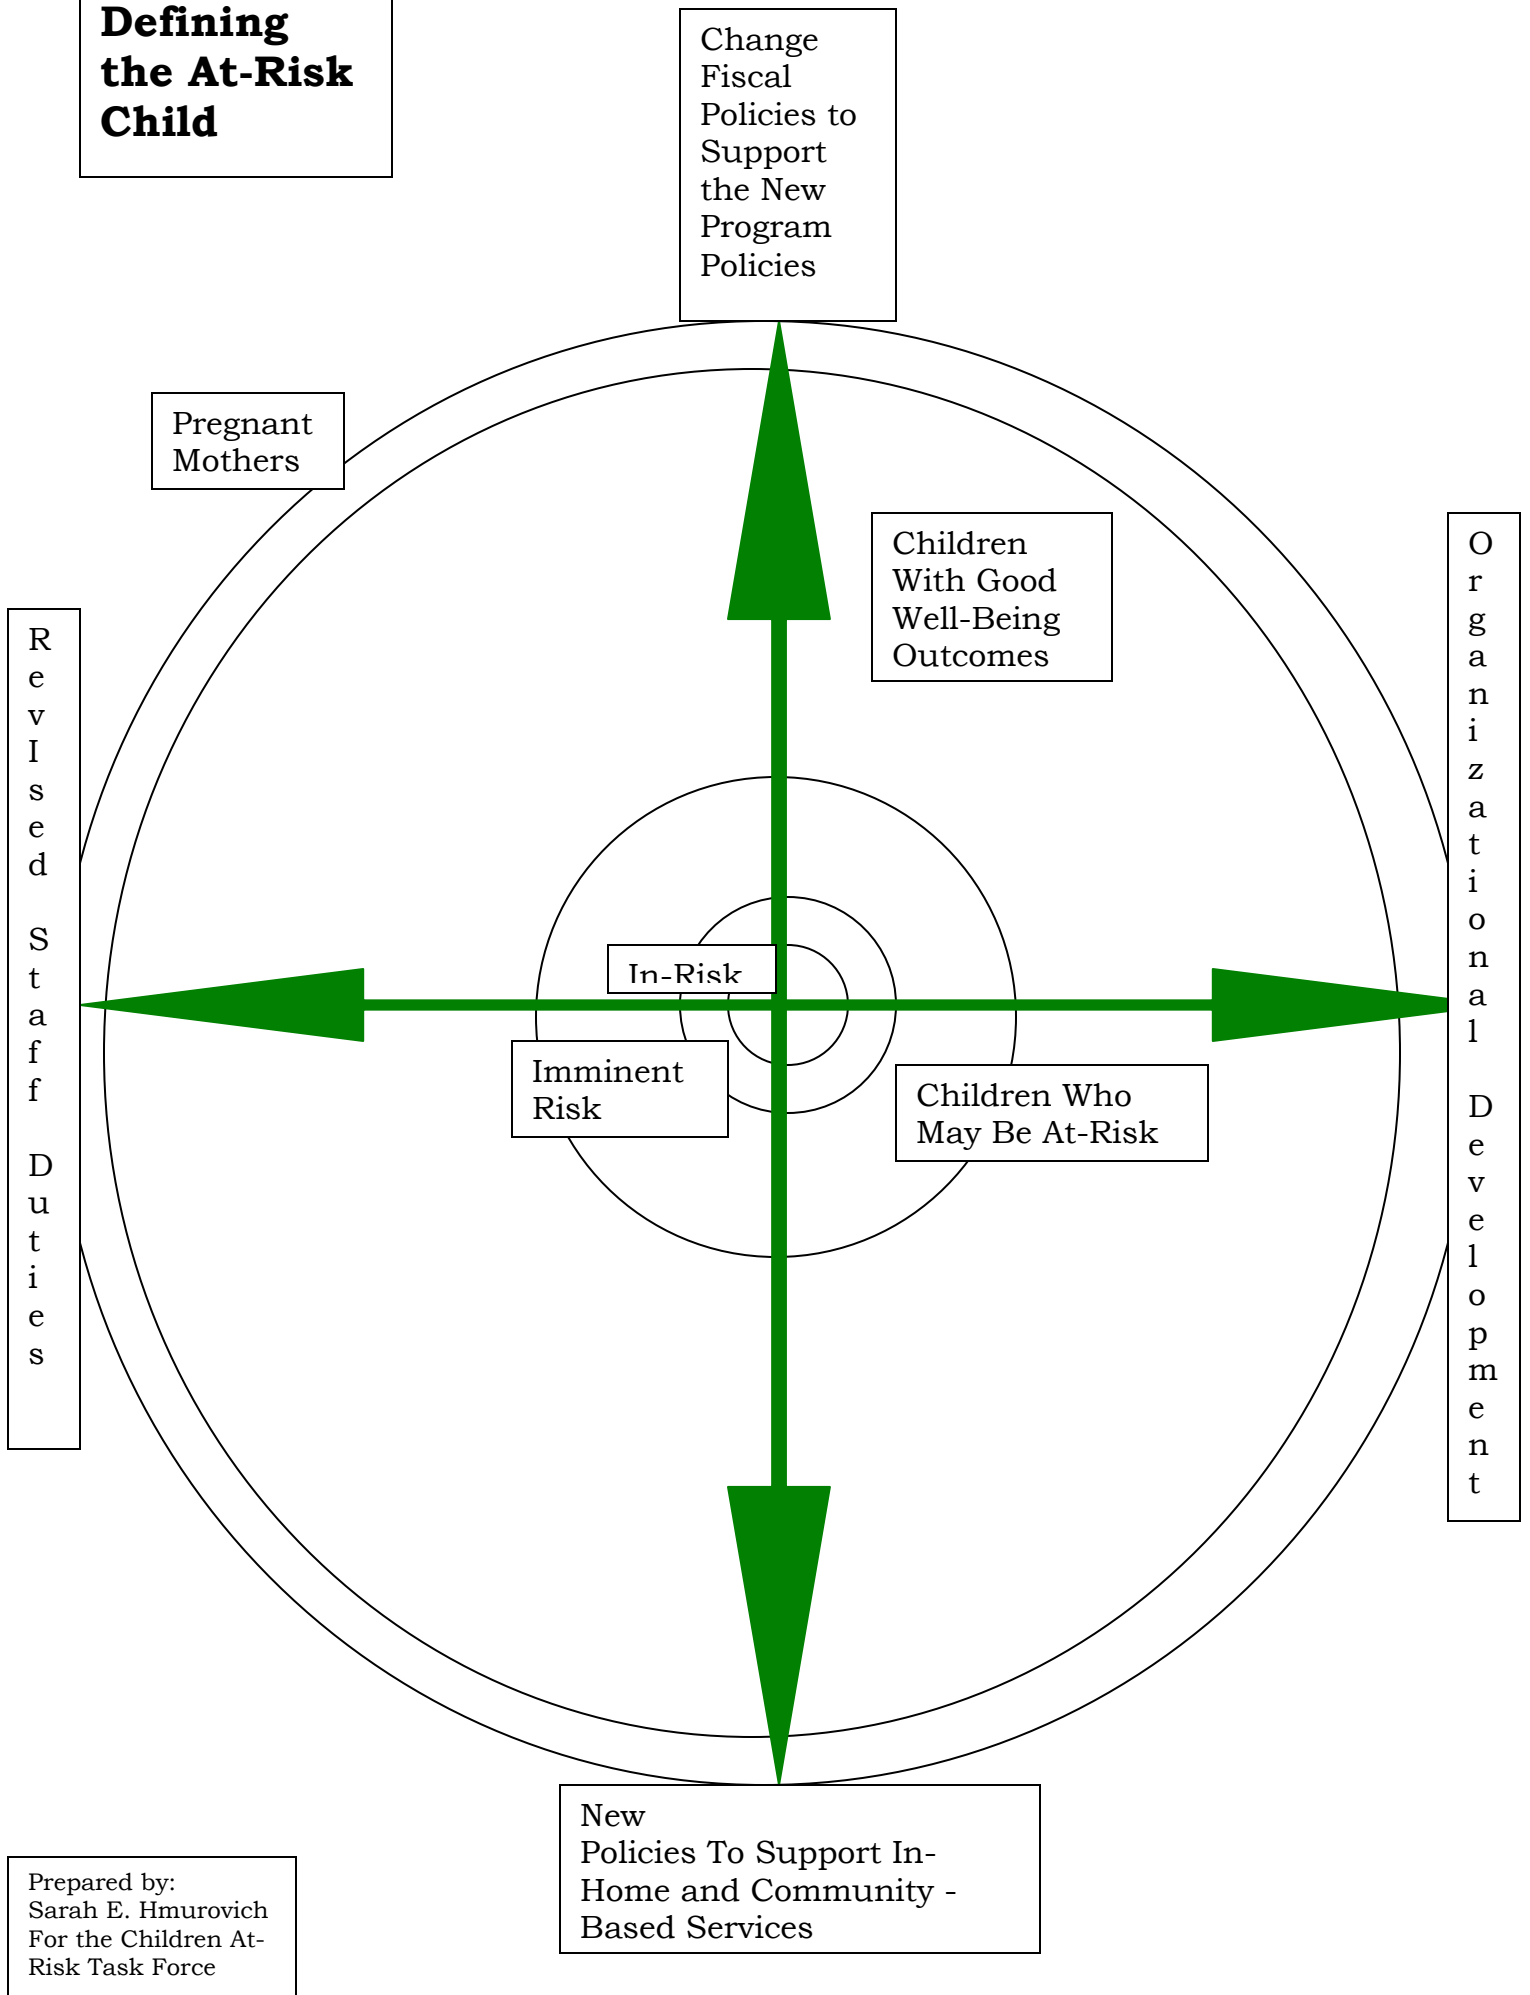 Defining
the At-Risk
Child
Change
Fiscal
Policies to
Support
the New
Program
Policies
Pregnant
Mothers
Children
With Good
Well-Being
Outcomes
R
e
v
I
s
e
d
S
t
a
f
f
D
u
t
i
e
s
O
r
g
a
n
i
z
a
t
i
o
n
a
l
D
e
v
e
l
o
p
m
e
n
t
In-Risk
Imminent
Risk
Children Who
May Be At-Risk
New
Policies To Support In-
Home and Community -
Based Services
Prepared by:
Sarah E. Hmurovich
For the Children At-
Risk Task Force